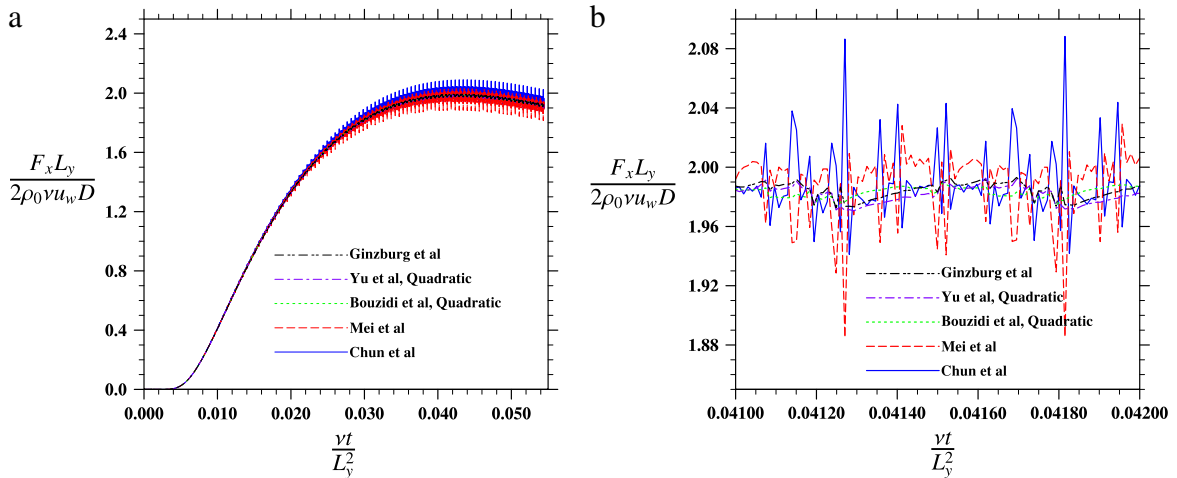 a
2.4
2.0
1.6
1.2
0.8
0.4
0.0
F_x L_y
2ρ_0 ν u_w D
Ginzburg et al
Yu et al, Quadratic
Bouzidi et al, Quadratic
Mei et al
Chun et al
0.000 0.010 0.020 0.030 0.040 0.050
νt
L_y^2
b
2.08
2.04
2.00
1.96
1.92
1.88
F_x L_y
2ρ_0 ν u_w D
Ginzburg et al
Yu et al, Quadratic
Bouzidi et al, Quadratic
Mei et al
Chun et al
0.04100 0.04120 0.04140 0.04160 0.04180 0.04200
νt
L_y^2